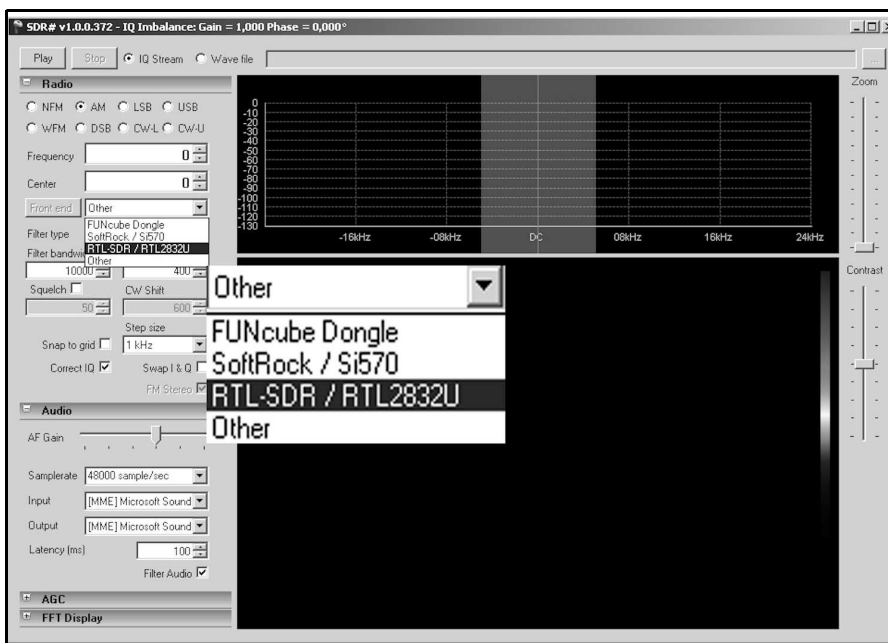 SDR# v1.0.0.372 - IQ Imbalance: Gain = 1,000 Phase = 0,000°
Play Stop IQ Stream Wave file ...
Radio
NFM AM LSB USB
WFM DSB CW-L CW-U
Frequency 0
Center 0
Front end Other
FUNcube Dongle
SoftRock / Si570
RTL-SDR / RTL2832U
Other
Filter type
Filter bandwi
10000 400
Squelch CW Shift
50 600
Step size
Snap to grid 1 kHz
Correct IQ Swap I & Q
FM Stereo
Audio
AF Gain
Samplerate 48000 sample/sec
Input [MME] Microsoft Sound
Output [MME] Microsoft Sound
Latency (ms) 100
Filter Audio
AGC
FFT Display
0
-10
-20
-30
-40
-50
-60
-70
-80
-90
-100
-110
-120
-130
-16kHz -08kHz DC 08kHz 16kHz 24kHz
Zoom
Contrast
Other
FUNcube Dongle
SoftRock / Si570
RTL-SDR / RTL2832U
Other